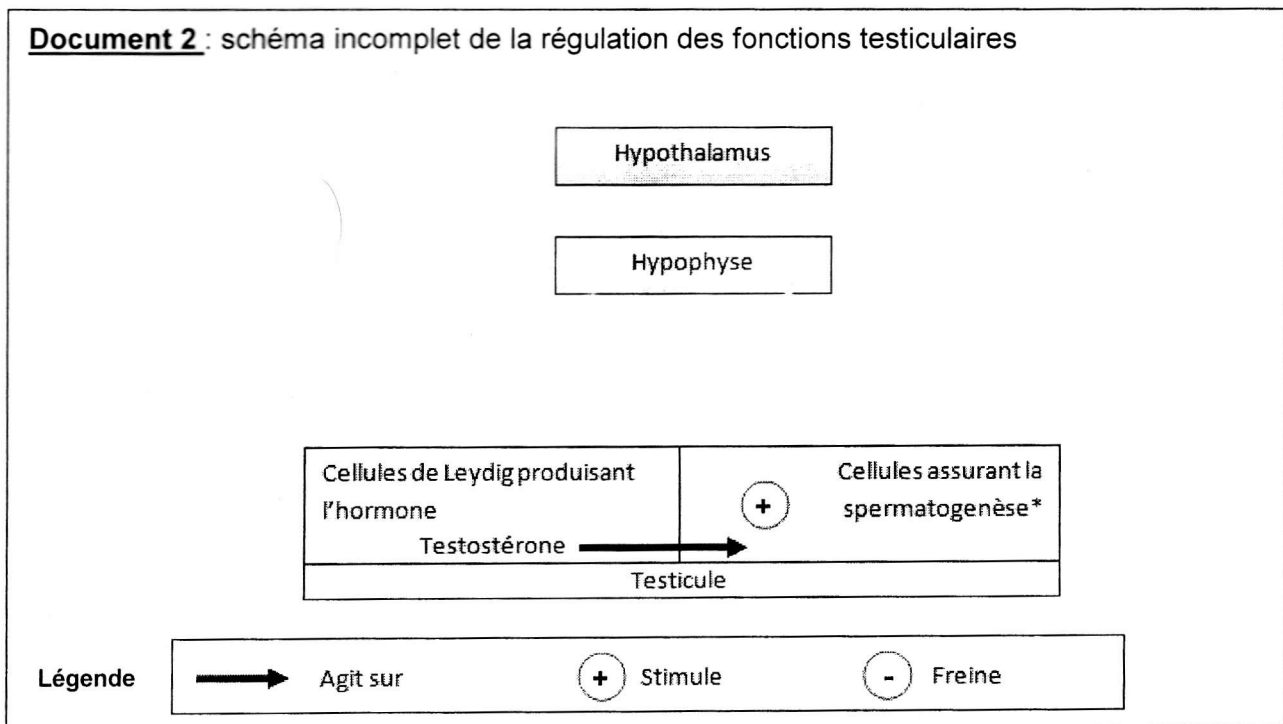 Document 2 : schéma incomplet de la régulation des fonctions testiculaires
Hypothalamus
Hypophyse
Cellules de Leydig produisant
l'hormone
Testostérone
+
Cellules assurant la
spermatogenèse*
Testicule
Légende
Agit sur
+ Stimule
- Freine